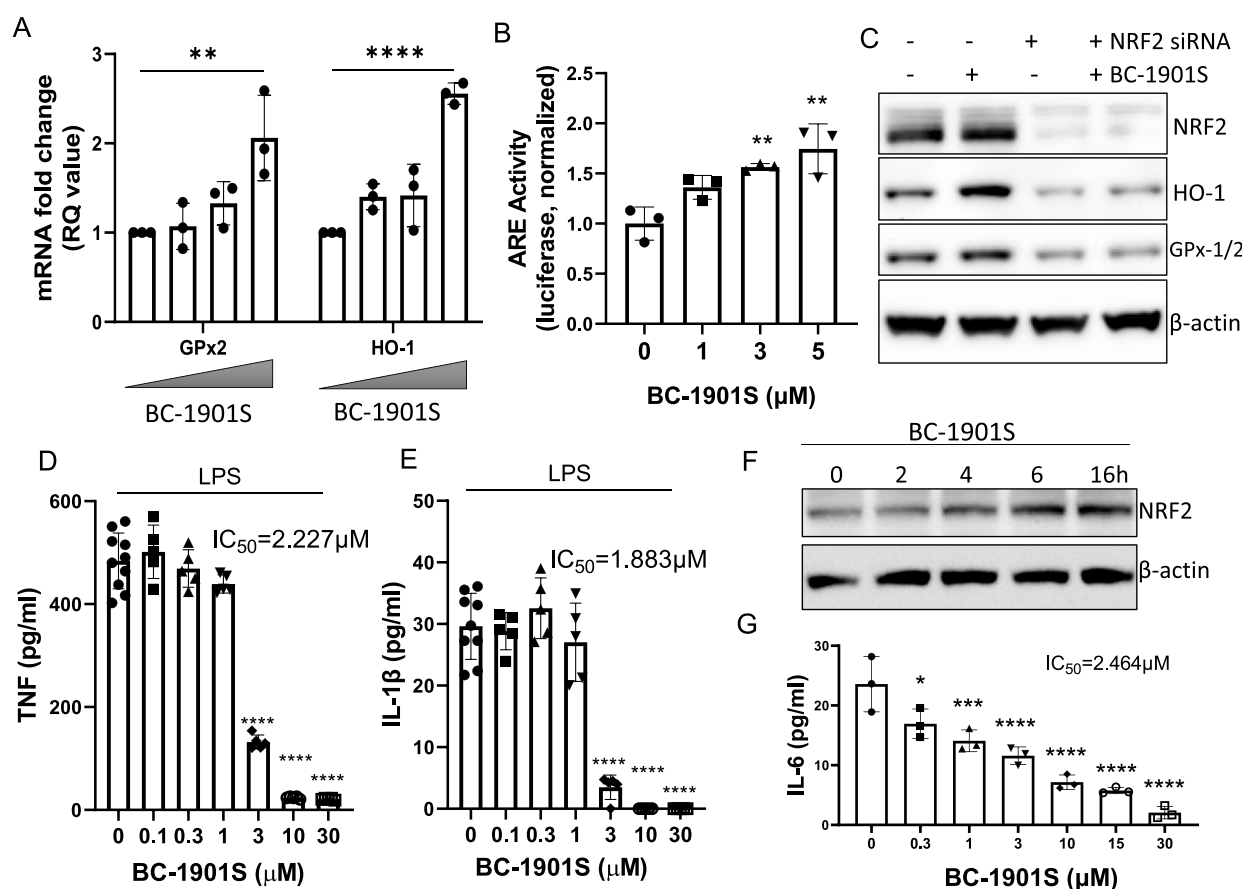 A
mRNA fold change
(RQ value)
3
2
1
**
****
GPx2
HO-1
BC-1901S
BC-1901S
B
ARE Activity
(luciferase, normalized)
2.5
2.0
1.5
1.0
0.5
0.0
**
**
0 1 3 5
BC-1901S (µM)
C
- - + + NRF2 siRNA
- + - + BC-1901S
NRF2
HO-1
GPx-1/2
β-actin
D
LPS
TNF (pg/ml)
600
400
200
0
IC50=2.227µM
****
****
****
0 0.1 0.3 1 3 10 30
BC-1901S (µM)
E
LPS
IL-1β (pg/ml)
50
40
30
20
10
0
IC50=1.883µM
****
****
****
0 0.1 0.3 1 3 10 30
BC-1901S (µM)
F
BC-1901S
0 2 4 6 16h
NRF2
β-actin
G
IL-6 (pg/ml)
30
20
10
0
IC50=2.464µM
*
***
****
****
****
****
0 0.3 1 3 10 15 30
BC-1901S (µM)